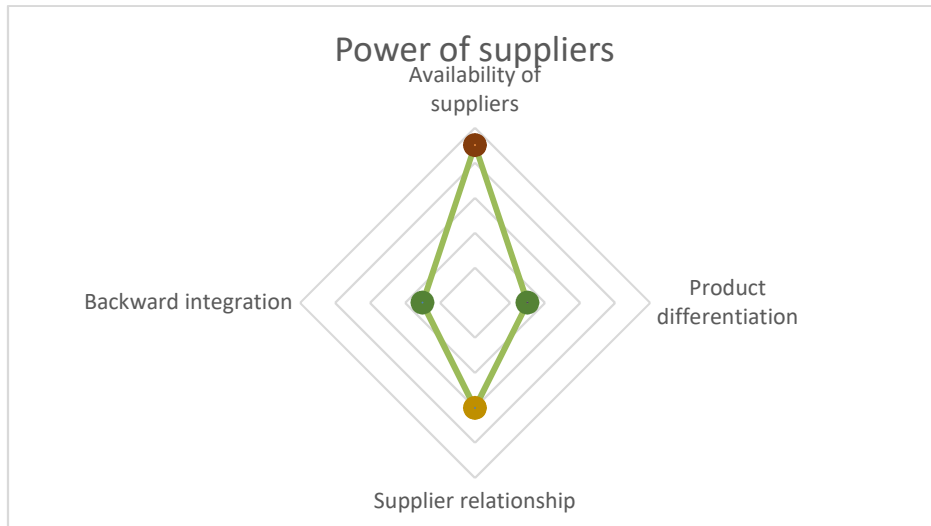 Power of suppliers
Availability of
suppliers
Product
differentiation
Backward integration
Supplier relationship